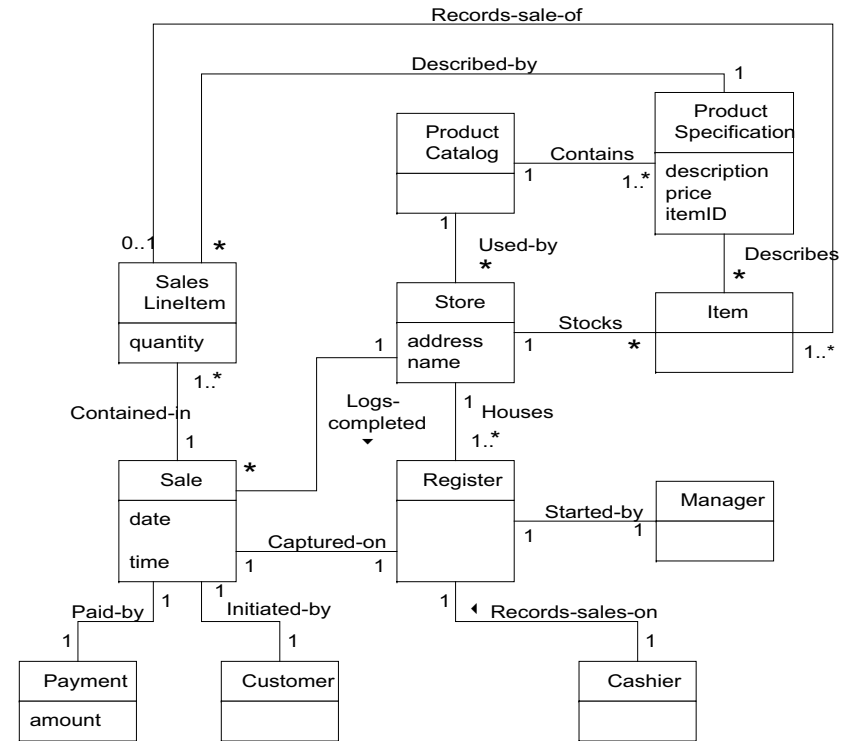 Records-sale-of
Described-by
1
Product
Specification
description
price
itemID
Product
Catalog
Contains
1
1..*
1
Used-by
*
0..1
*
Describes
*
Sales
LineItem
quantity
Store
address
name
Stocks
1
*
Item
1..*
1
1..*
Contained-in
1
Logs-
completed
1
Houses
1..*
*
Sale
date
time
Register
Captured-on
1
1
Started-by
1
1
Manager
Paid-by
1
1
Initiated-by
1
Records-sales-on
1
1
1
Payment
amount
Customer
Cashier